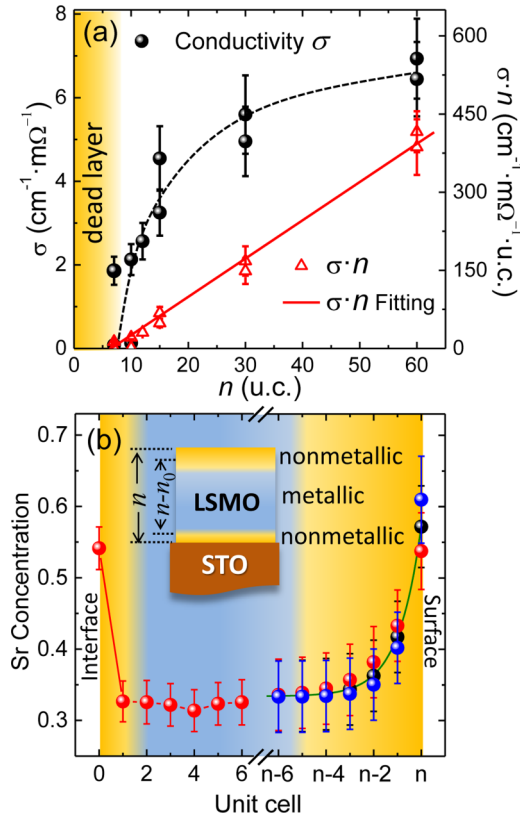 (a)
Conductivity σ
dead layer
σ·n
σ·n Fitting
8
6
4
2
0
σ (cm⁻¹·mΩ⁻¹)
600
450
300
150
0
σ·n (cm⁻¹·mΩ⁻¹·u.c.)
0 10 20 30 40 50 60
n (u.c.)
(b)
0.7
0.6
0.5
0.4
0.3
Sr Concentration
nonmetallic
n
n-n₀
LSMO
metallic
nonmetallic
STO
Interface
Surface
0 2 4 6 n-6 n-4 n-2 n
Unit cell